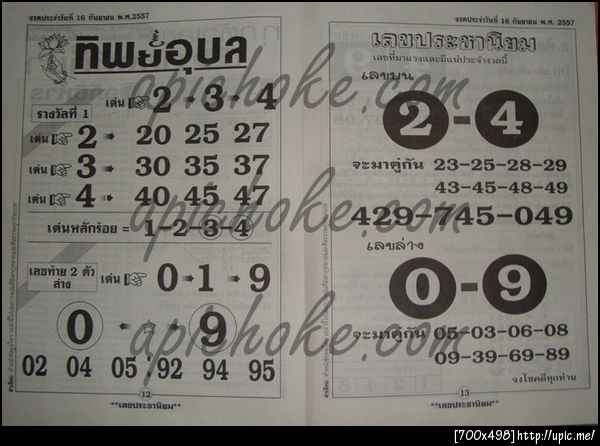 งวดประจำวันที่ 16 กันยายน พ.ศ. 2557
ทิพย์อุบล
รางวัลที่ 1
เด่น 2 - 3 - 4
เด่น 2 20 25 27
เด่น 3 30 35 37
เด่น 4 40 45 47
เด่นหลักร้อย = 1-2-3-4
เลขท้าย 2 ตัว
ล่าง
เด่น 0-1-9
0 9
02 04 05 : 92 94 95
12
**เลขประชานิยม**
งวดประจำวันที่ 16 กันยายน พ.ศ. 2557
เลขประชานิยม
เลขที่มาแรงและมีแน่ประจำงวดนี้
เลขบน
2 - 4
จะมาคู่กัน 23-25-28-29
43-45-48-49
429-745-049
เลขล่าง
0 - 9
จะมาคู่กัน 05-03-06-08
09-39-69-89
จงโชคดีทุกท่าน
13
**เลขประชานิยม**
apichoke.com
apichoke.com
apichoke.com
[700x498] http://upic.me/